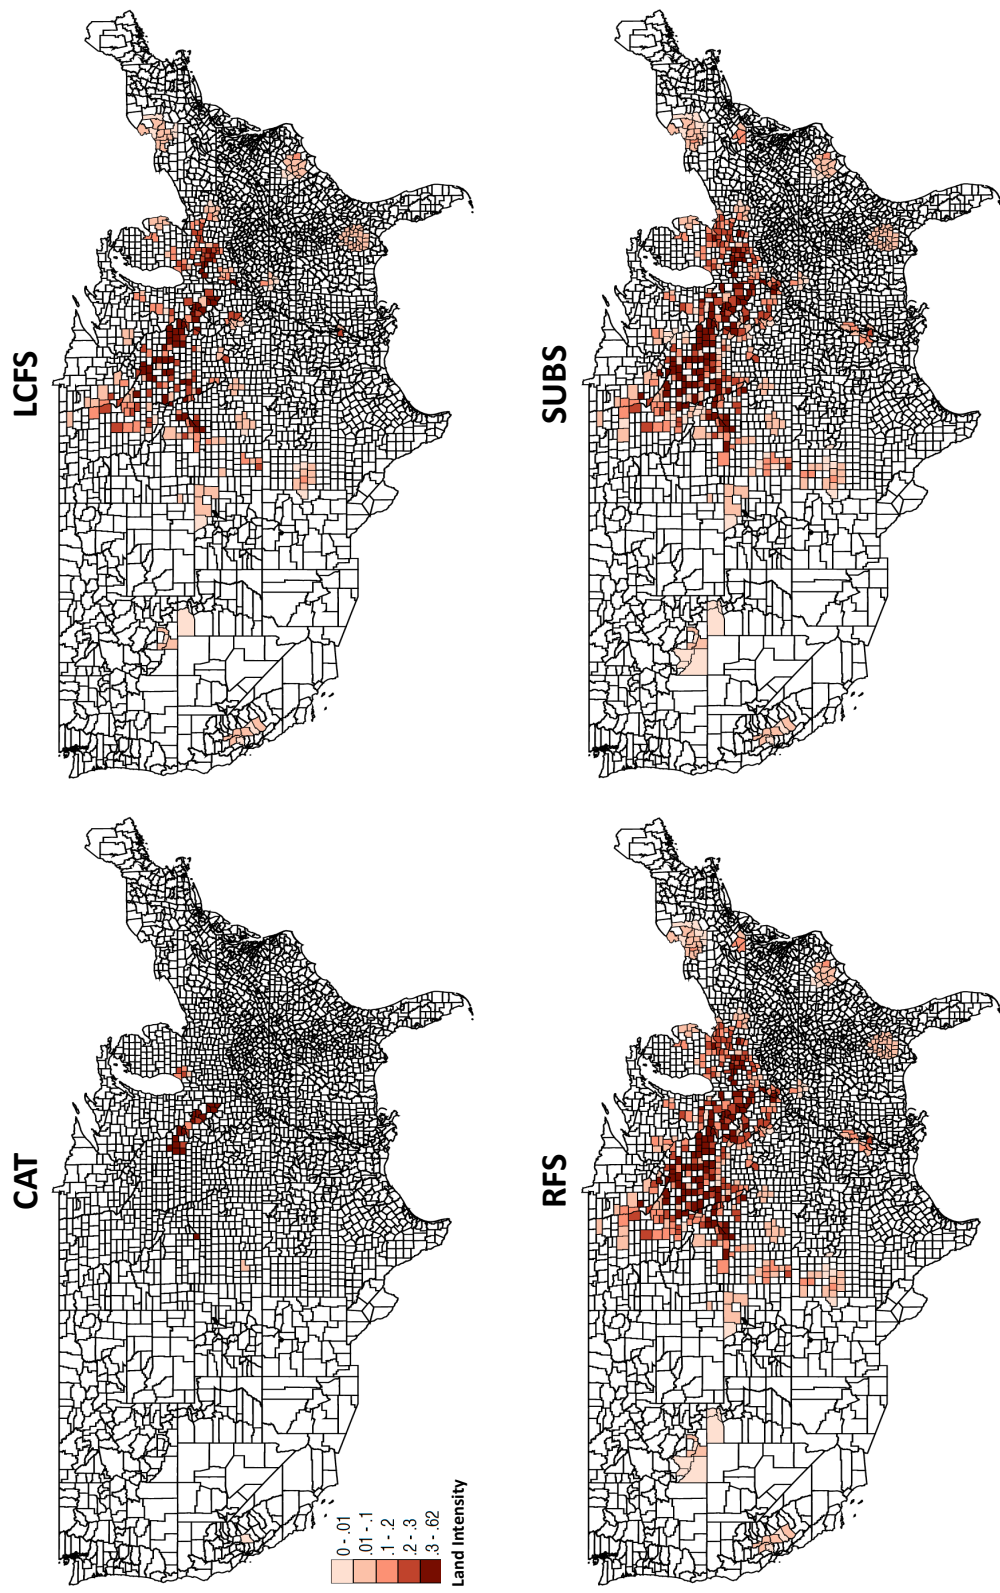 CAT
LCFS
0 - .01
.01 - .1
.1 - .2
.2 - .3
.3 - .62
Land Intensity
RFS
SUBS